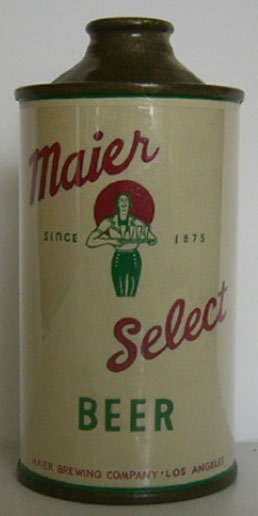 Maier
SINCE 1875
Select
BEER
MAIER BREWING COMPANY · LOS ANGELES